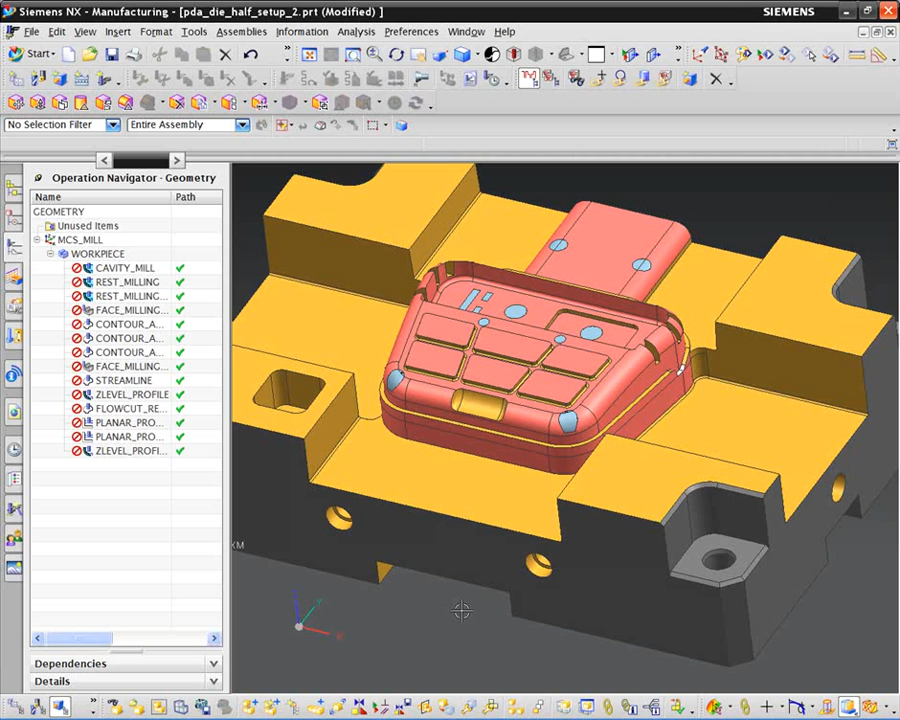 Siemens NX - Manufacturing - [pda_die_half_setup_2.prt (Modified) ]
SIEMENS
File Edit View Insert Format Tools Assemblies Information Analysis Preferences Window Help
Start
No Selection Filter
Entire Assembly
Operation Navigator - Geometry
Name Path
GEOMETRY
Unused Items
MCS_MILL
WORKPIECE
CAVITY_MILL
REST_MILLING
REST_MILLING...
FACE_MILLING...
CONTOUR_A...
CONTOUR_A...
CONTOUR_A...
FACE_MILLING...
STREAMLINE
ZLEVEL_PROFILE
FLOWCUT_RE...
PLANAR_PRO...
PLANAR_PRO...
ZLEVEL_PROFI...
XM
Dependencies
Details